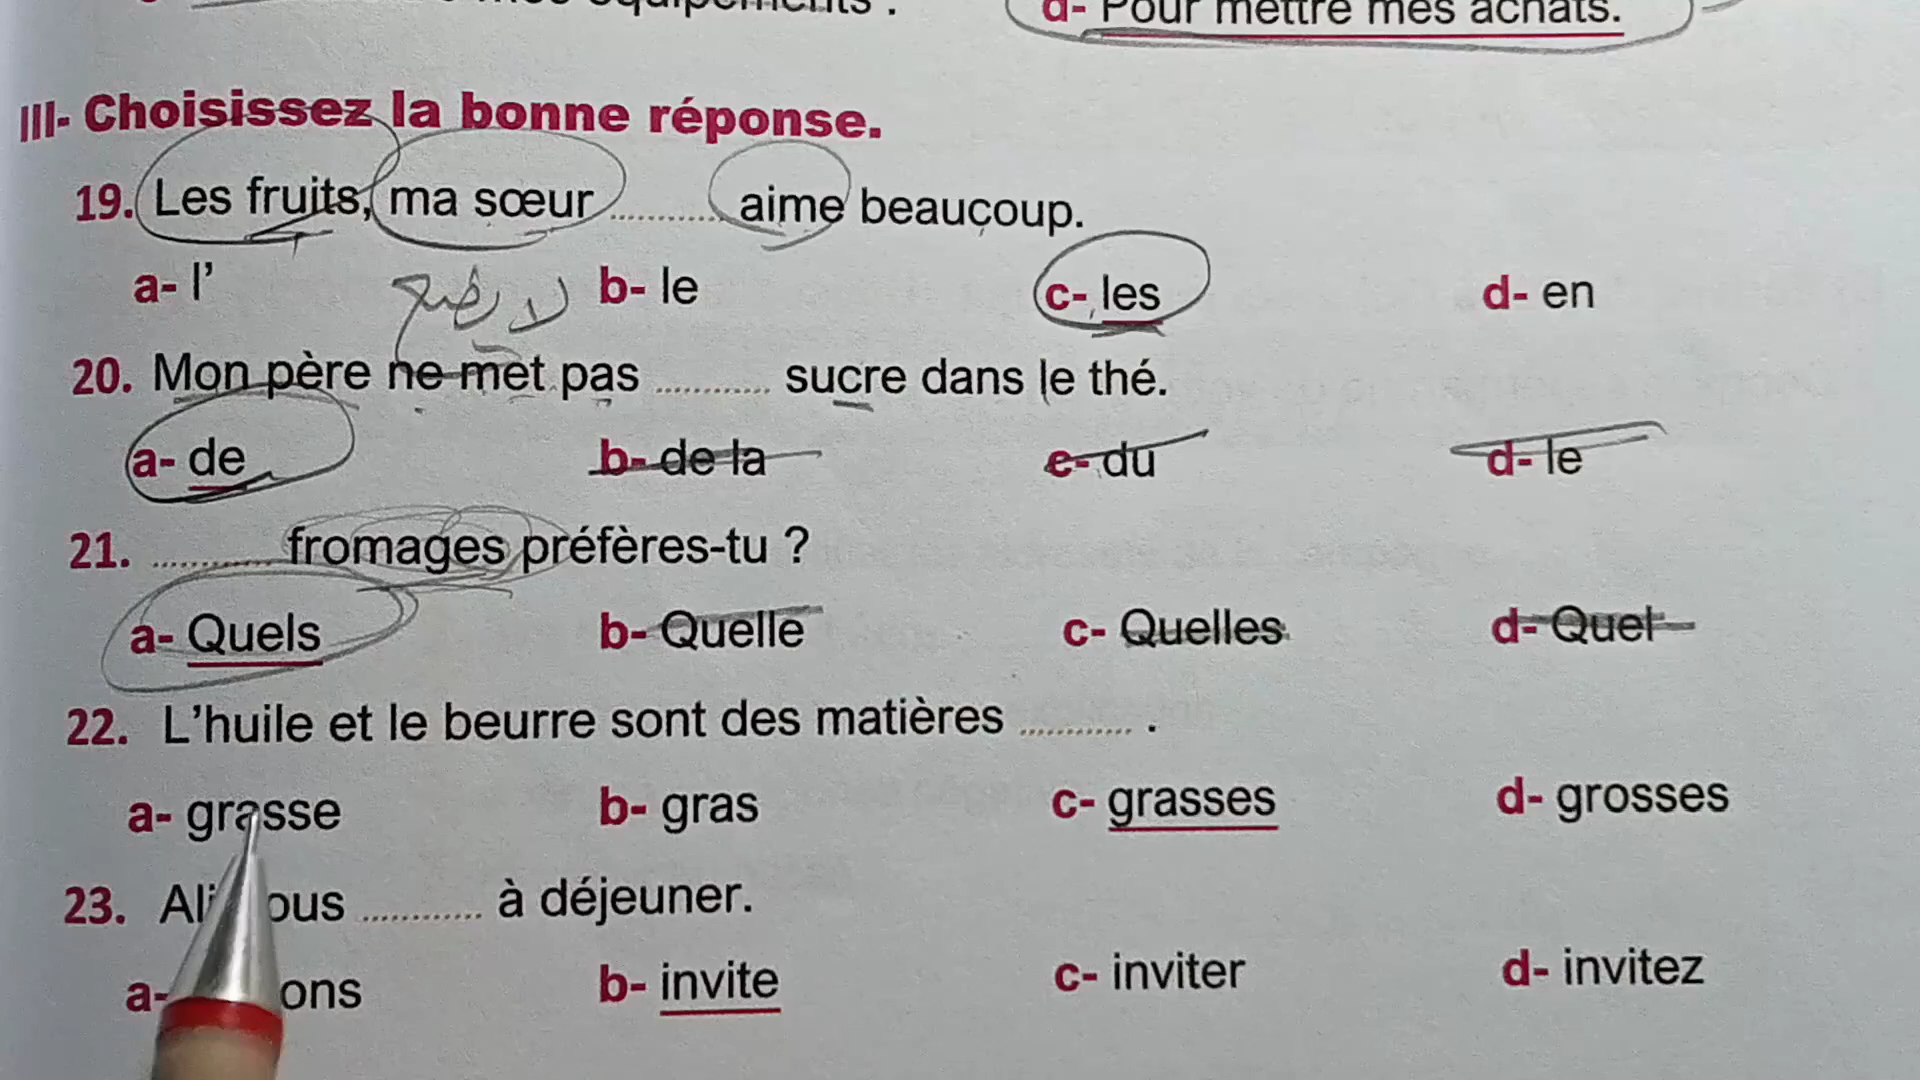 équipements .
d- Pour mettre mes achats.
III- Choisissez la bonne réponse.
19. Les fruits, ma sœur ............ aime beaucoup.
a- l’ b- le c- les d- en
لا يضع
20. Mon père ne met pas ............ sucre dans le thé.
a- de b- de la c- du d- le
21. ............ fromages préfères-tu ?
a- Quels b- Quelle c- Quelles d- Quel
22. L’huile et le beurre sont des matières ............ .
a- grasse b- gras c- grasses d- grosses
23. ............ à déjeuner.
a- b- invite c- inviter d- invitez